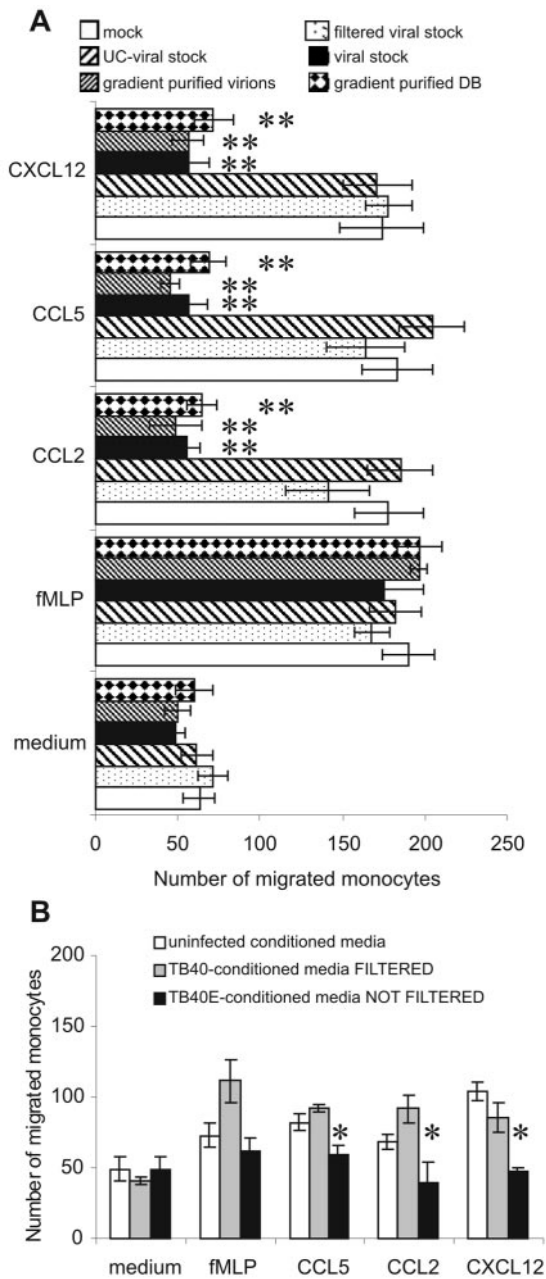 A
mock
filtered viral stock
UC-viral stock
viral stock
gradient purified virions
gradient purified DB
CXCL12
**
**
**
CCL5
**
**
**
CCL2
**
**
**
fMLP
medium
0 50 100 150 200 250
Number of migrated monocytes
B
uninfected conditioned media
TB40-conditioned media FILTERED
TB40E-conditioned media NOT FILTERED
Number of migrated monocytes
200
150
100
50
0
* * *
medium fMLP CCL5 CCL2 CXCL12